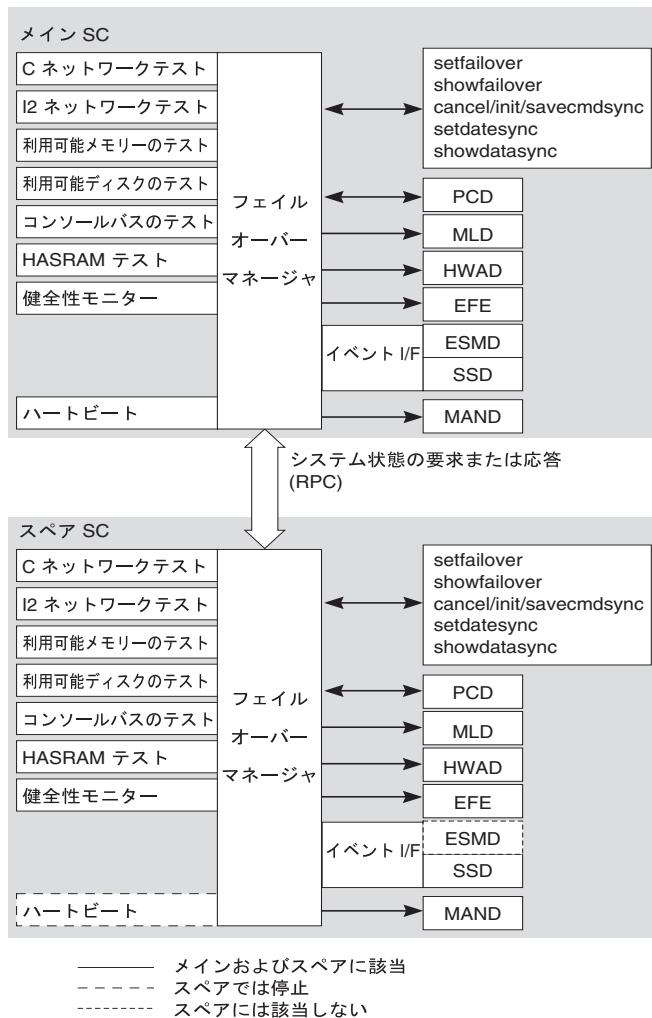 メイン SC
C ネットワークテスト
I2 ネットワークテスト
利用可能メモリーのテスト
利用可能ディスクのテスト
コンソールバスのテスト
HASRAM テスト
健全性モニター
ハートビート
フェイル
オーバー
マネージャ
setfailover
showfailover
cancel/init/savecmdsync
setdatesync
showdatasync
PCD
MLD
HWAD
EFE
イベント I/F
ESMD
SSD
MAND
システム状態の要求または応答
(RPC)
スペア SC
C ネットワークテスト
I2 ネットワークテスト
利用可能メモリーのテスト
利用可能ディスクのテスト
コンソールバスのテスト
HASRAM テスト
健全性モニター
ハートビート
フェイル
オーバー
マネージャ
setfailover
showfailover
cancel/init/savecmdsync
setdatesync
showdatasync
PCD
MLD
HWAD
EFE
イベント I/F
ESMD
SSD
MAND
メインおよびスペアに該当
スペアでは停止
スペアには該当しない